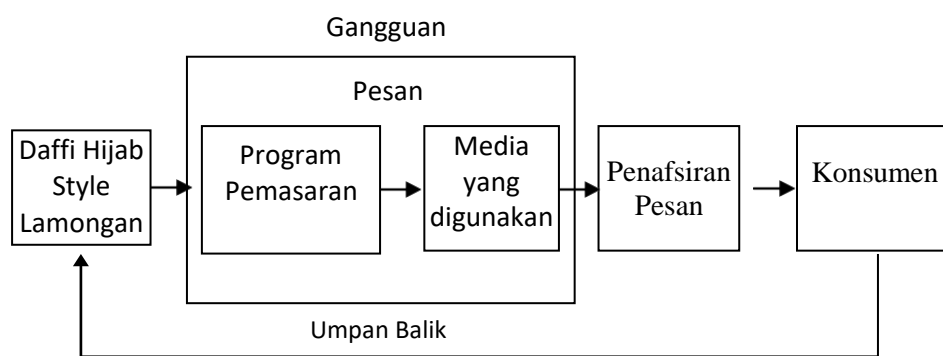 Gangguan
Pesan
Daffi Hijab
Style
Lamongan
Program
Pemasaran
Media
yang
digunakan
Penafsiran
Pesan
Konsumen
Umpan Balik